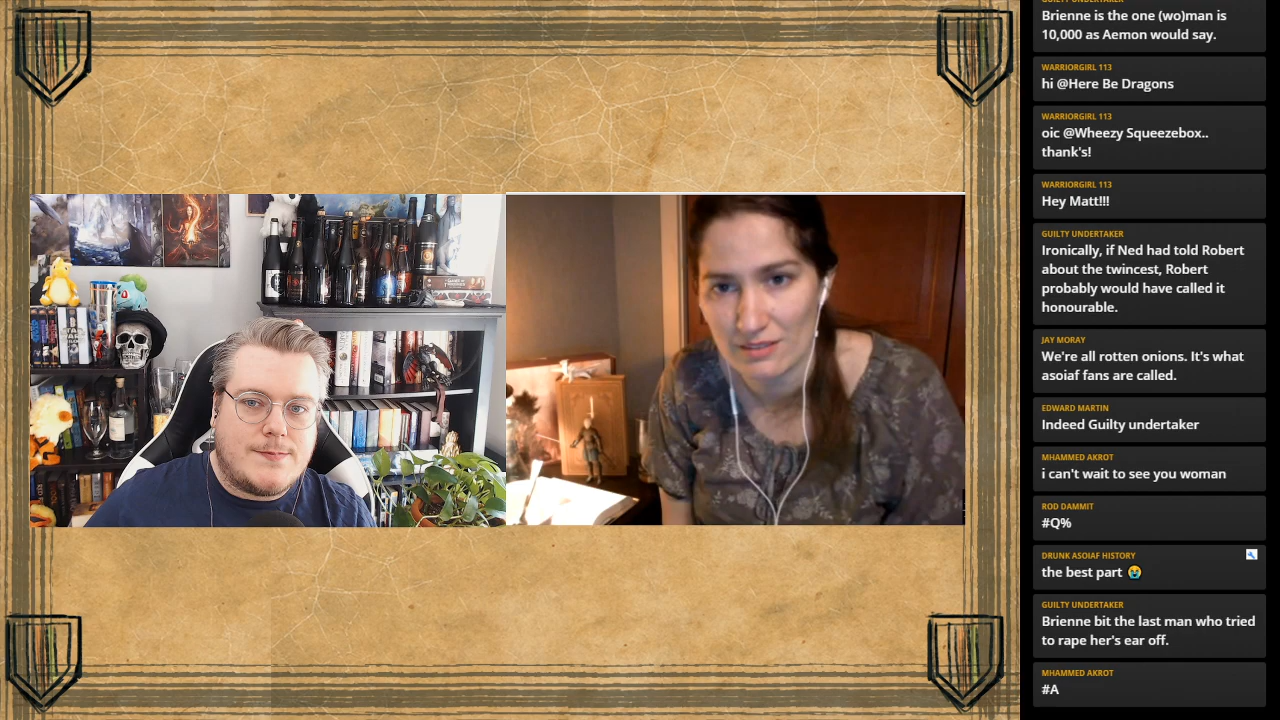 GUILTY UNDERTAKER
Brienne is the one (wo)man is
10,000 as Aemon would say.
WARRIORGIRL 113
hi @Here Be Dragons
WARRIORGIRL 113
oic @Wheezy Squeezebox..
thank's!
WARRIORGIRL 113
Hey Matt!!!
GUILTY UNDERTAKER
Ironically, if Ned had told Robert
about the twincest, Robert
probably would have called it
honourable.
JAY MORAY
We're all rotten onions. It's what
asoiaf fans are called.
EDWARD MARTIN
Indeed Guilty undertaker
MHAMMED AKROT
i can't wait to see you woman
ROD DAMMIT
#Q%
DRUNK ASOIAF HISTORY
the best part 😭
GUILTY UNDERTAKER
Brienne bit the last man who tried
to rape her's ear off.
MHAMMED AKROT
#A